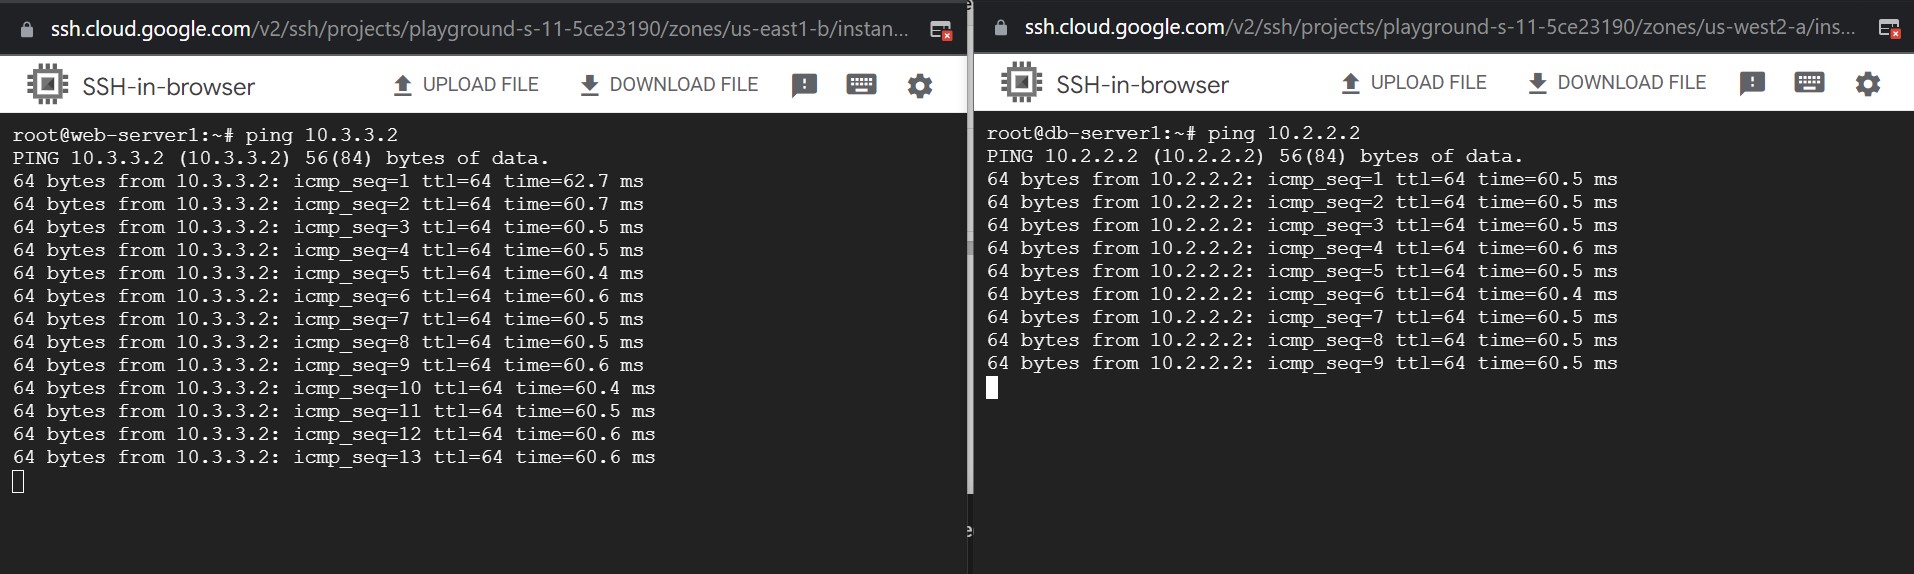 ssh.cloud.google.com/v2/ssh/projects/playground-s-11-5ce23190/zones/us-east1-b/instan...
SSH-in-browser
UPLOAD FILE
DOWNLOAD FILE
root@web-server1:~# ping 10.3.3.2
PING 10.3.3.2 (10.3.3.2) 56(84) bytes of data.
64 bytes from 10.3.3.2: icmp_seq=1 ttl=64 time=62.7 ms
64 bytes from 10.3.3.2: icmp_seq=2 ttl=64 time=60.7 ms
64 bytes from 10.3.3.2: icmp_seq=3 ttl=64 time=60.5 ms
64 bytes from 10.3.3.2: icmp_seq=4 ttl=64 time=60.5 ms
64 bytes from 10.3.3.2: icmp_seq=5 ttl=64 time=60.4 ms
64 bytes from 10.3.3.2: icmp_seq=6 ttl=64 time=60.6 ms
64 bytes from 10.3.3.2: icmp_seq=7 ttl=64 time=60.5 ms
64 bytes from 10.3.3.2: icmp_seq=8 ttl=64 time=60.5 ms
64 bytes from 10.3.3.2: icmp_seq=9 ttl=64 time=60.6 ms
64 bytes from 10.3.3.2: icmp_seq=10 ttl=64 time=60.4 ms
64 bytes from 10.3.3.2: icmp_seq=11 ttl=64 time=60.5 ms
64 bytes from 10.3.3.2: icmp_seq=12 ttl=64 time=60.6 ms
64 bytes from 10.3.3.2: icmp_seq=13 ttl=64 time=60.6 ms
ssh.cloud.google.com/v2/ssh/projects/playground-s-11-5ce23190/zones/us-west2-a/ins...
SSH-in-browser
UPLOAD FILE
DOWNLOAD FILE
root@db-server1:~# ping 10.2.2.2
PING 10.2.2.2 (10.2.2.2) 56(84) bytes of data.
64 bytes from 10.2.2.2: icmp_seq=1 ttl=64 time=60.5 ms
64 bytes from 10.2.2.2: icmp_seq=2 ttl=64 time=60.5 ms
64 bytes from 10.2.2.2: icmp_seq=3 ttl=64 time=60.5 ms
64 bytes from 10.2.2.2: icmp_seq=4 ttl=64 time=60.6 ms
64 bytes from 10.2.2.2: icmp_seq=5 ttl=64 time=60.5 ms
64 bytes from 10.2.2.2: icmp_seq=6 ttl=64 time=60.4 ms
64 bytes from 10.2.2.2: icmp_seq=7 ttl=64 time=60.5 ms
64 bytes from 10.2.2.2: icmp_seq=8 ttl=64 time=60.5 ms
64 bytes from 10.2.2.2: icmp_seq=9 ttl=64 time=60.5 ms